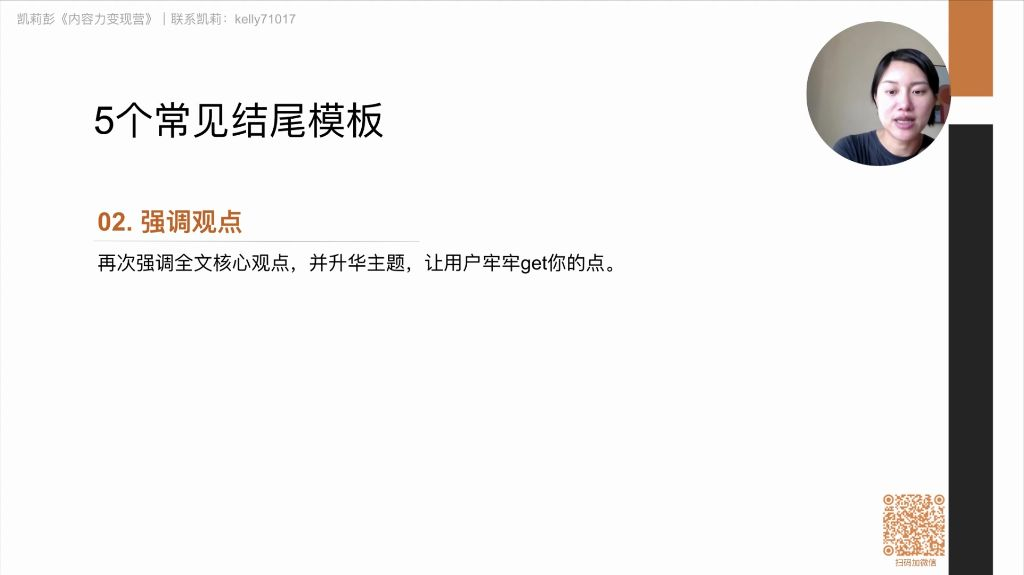 凯莉彭《内容力变现营》｜联系凯莉：kelly71017
5个常见结尾模板
02. 强调观点
再次强调全文核心观点，并升华主题，让用户牢牢get你的点。
扫码加微信